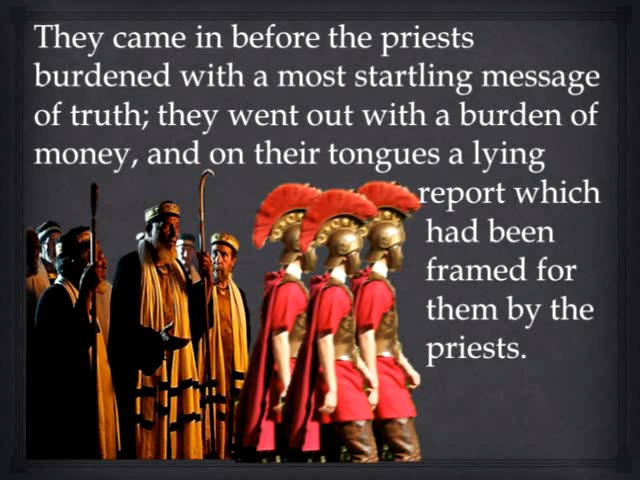 They came in before the priests
burdened with a most startling message
of truth; they went out with a burden of
money, and on their tongues a lying
report which
had been
framed for
them by the
priests.